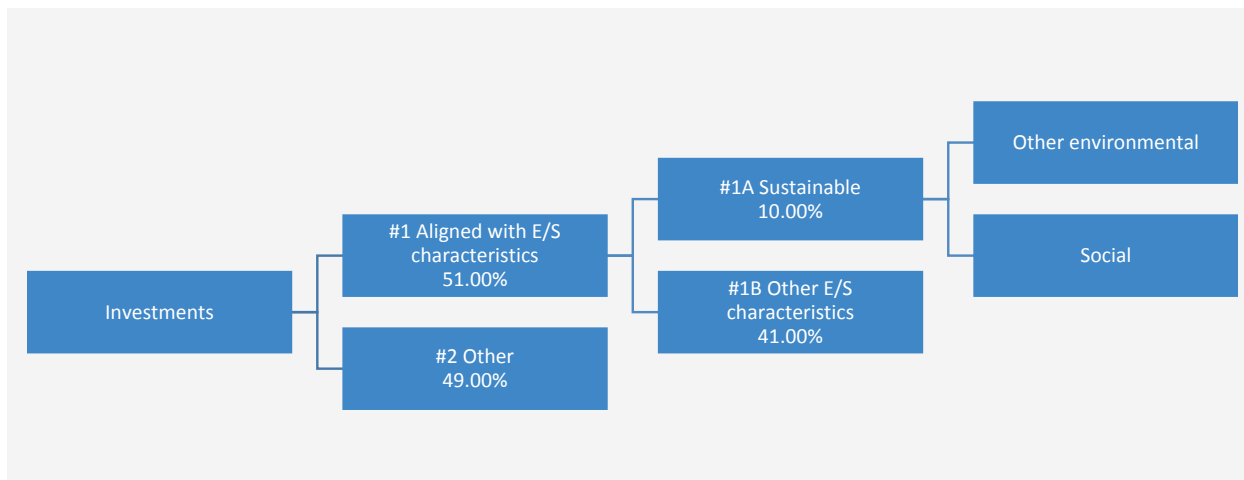 Investments
#1 Aligned with E/S
characteristics
51.00%
#2 Other
49.00%
#1A Sustainable
10.00%
#1B Other E/S
characteristics
41.00%
Other environmental
Social